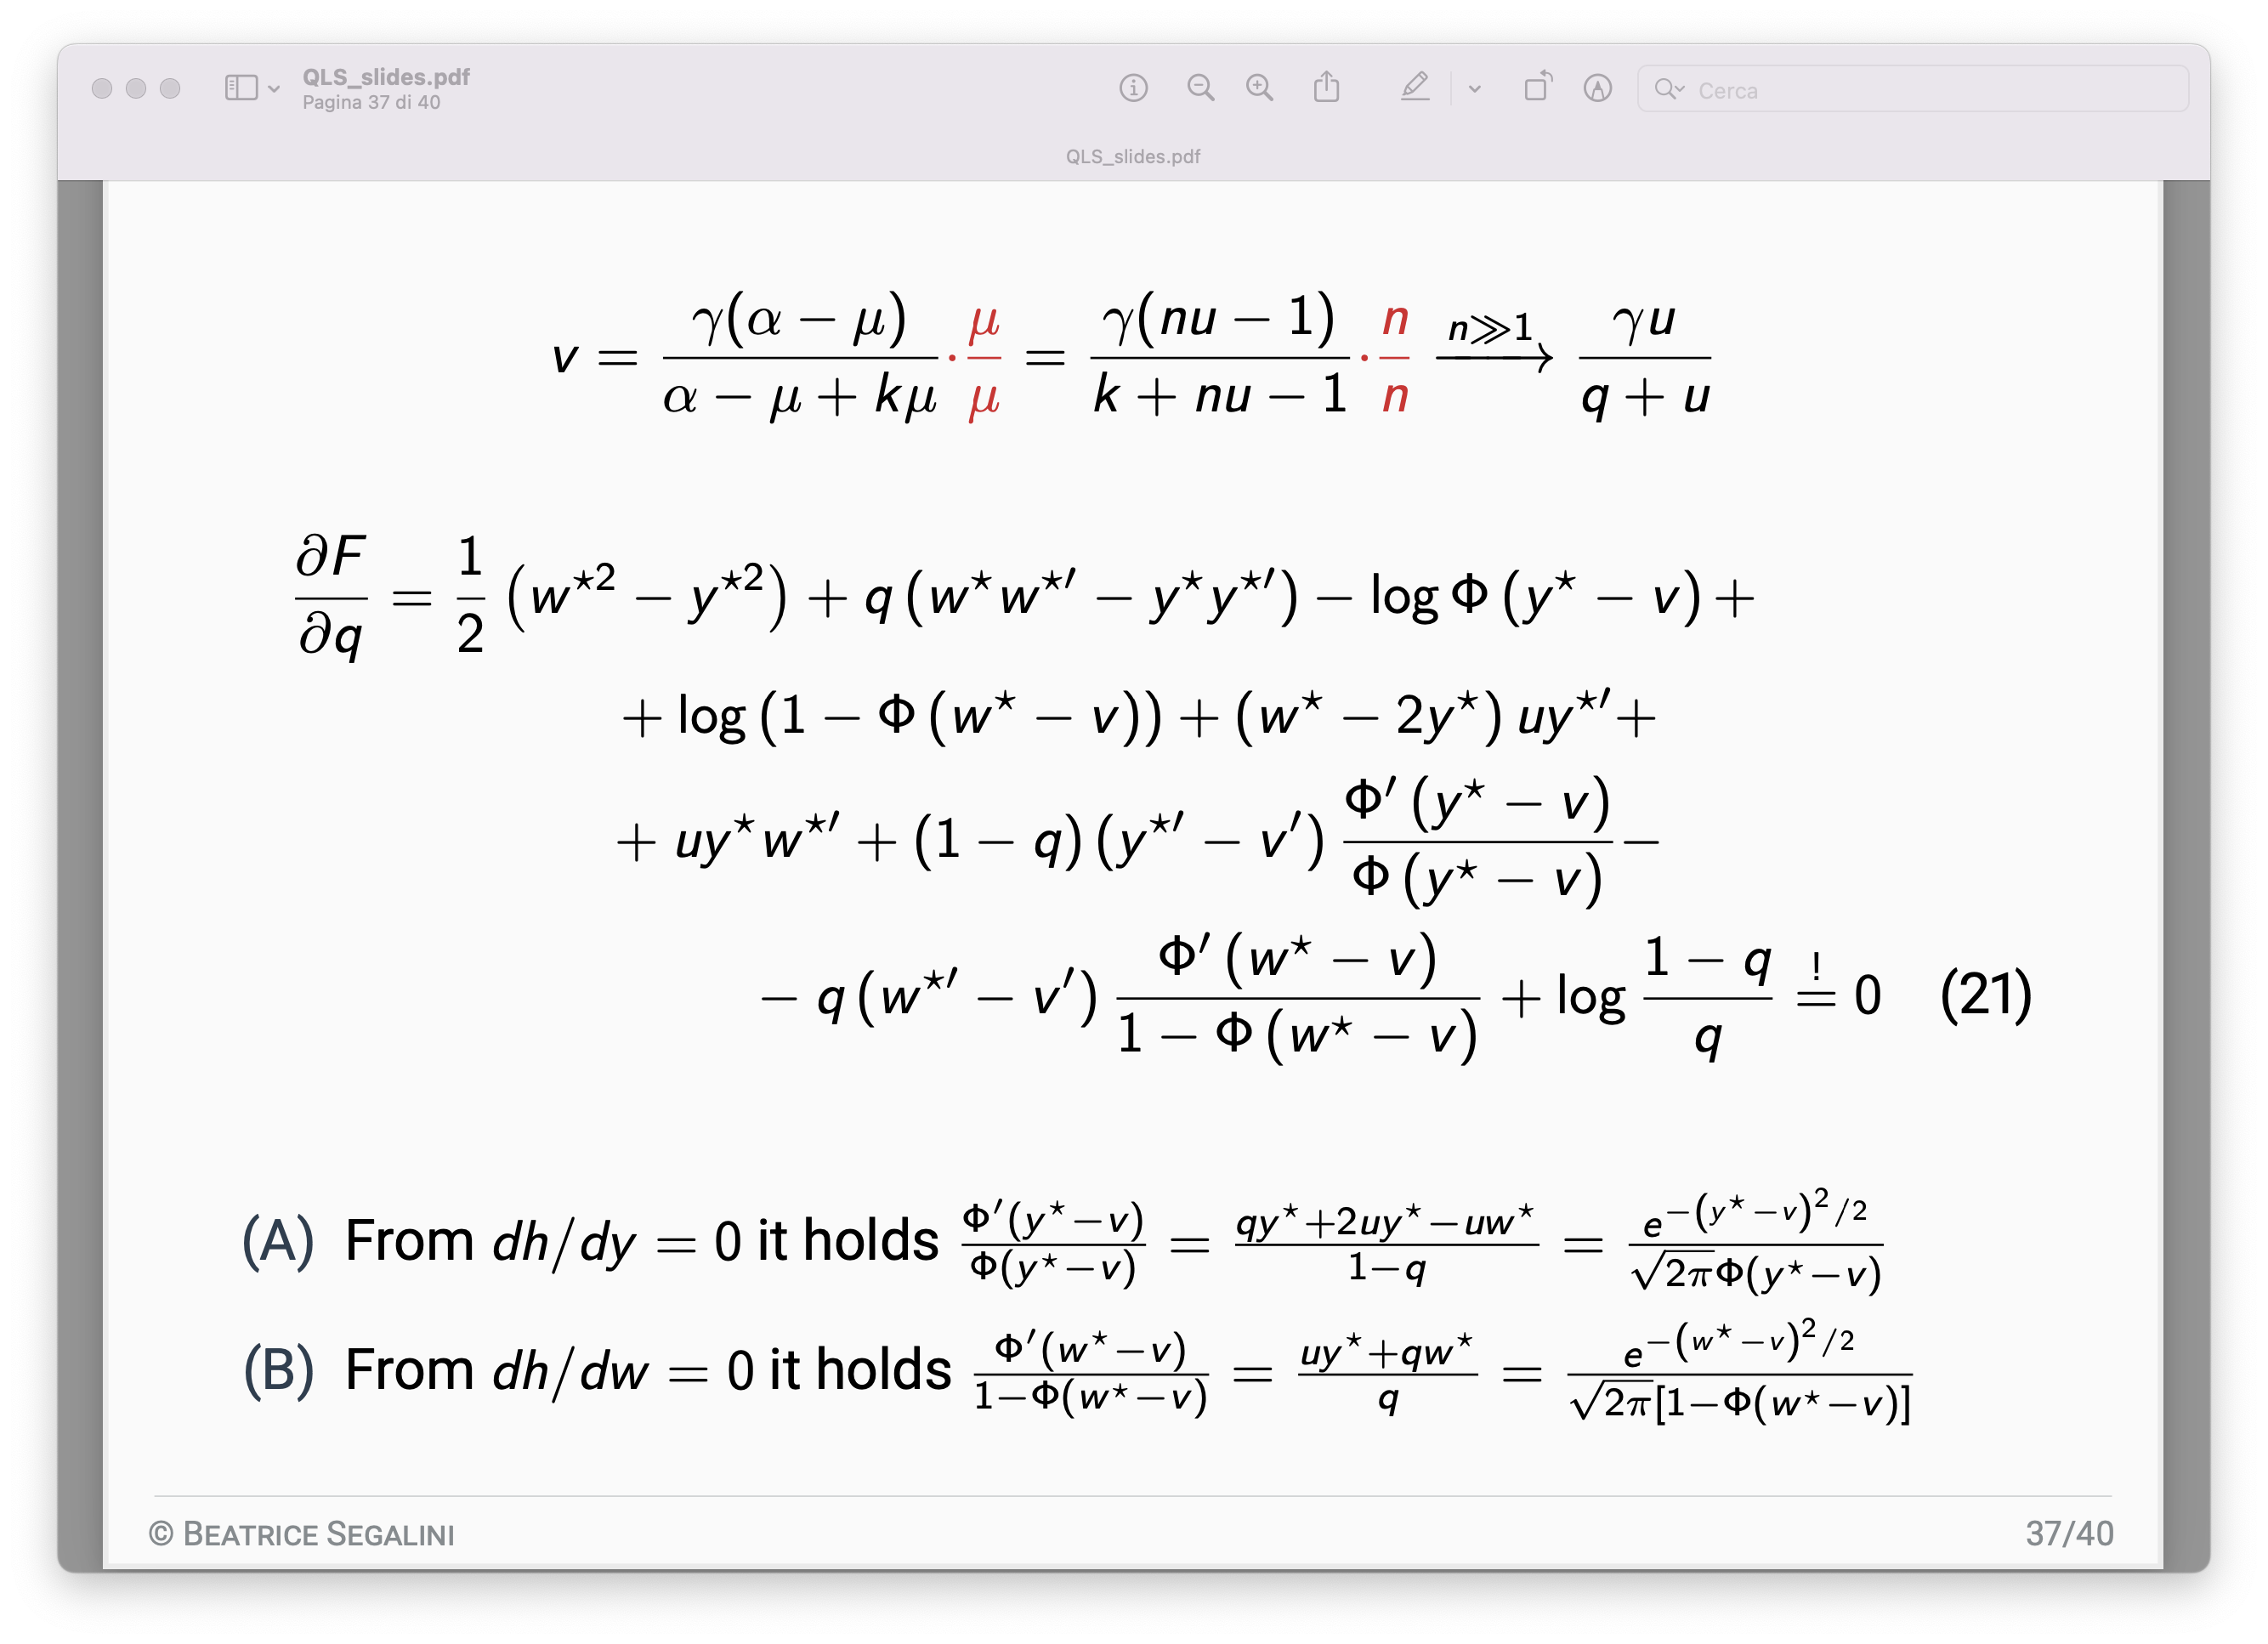 QLS_slides.pdf
Pagina 37 di 40
Cerca
QLS_slides.pdf
v = γ(α − μ)/(α − μ + kμ) · μ/μ = γ(nu − 1)/(k + nu − 1) · n/n —n≫1→ γu/(q + u)
∂F/∂q = 1/2 (w⋆² − y⋆²) + q (w⋆w⋆′ − y⋆y⋆′) − log Φ (y⋆ − v) +
+ log (1 − Φ (w⋆ − v)) + (w⋆ − 2y⋆) uy⋆′ +
+ uy⋆w⋆′ + (1 − q) (y⋆′ − v′) Φ′ (y⋆ − v)/Φ (y⋆ − v) −
− q (w⋆′ − v′) Φ′ (w⋆ − v)/(1 − Φ (w⋆ − v)) + log (1 − q)/q =! 0 (21)
(A) From dh/dy = 0 it holds Φ′(y⋆−v)/Φ(y⋆−v) = (qy⋆+2uy⋆−uw⋆)/(1−q) = e^(−(y⋆−v)²/2)/(√2π Φ(y⋆−v))
(B) From dh/dw = 0 it holds Φ′(w⋆−v)/(1−Φ(w⋆−v)) = (uy⋆+qw⋆)/q = e^(−(w⋆−v)²/2)/(√2π[1−Φ(w⋆−v)])
© BEATRICE SEGALINI
37/40